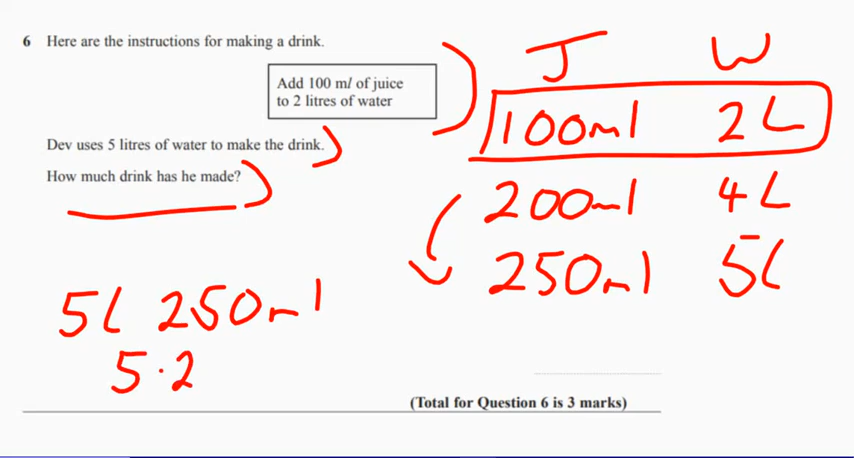 6 Here are the instructions for making a drink.
Add 100 ml of juice
to 2 litres of water
Dev uses 5 litres of water to make the drink.
How much drink has he made?
J W
100ml 2L
200ml 4L
250ml 5L
5L 250ml
5.2
(Total for Question 6 is 3 marks)